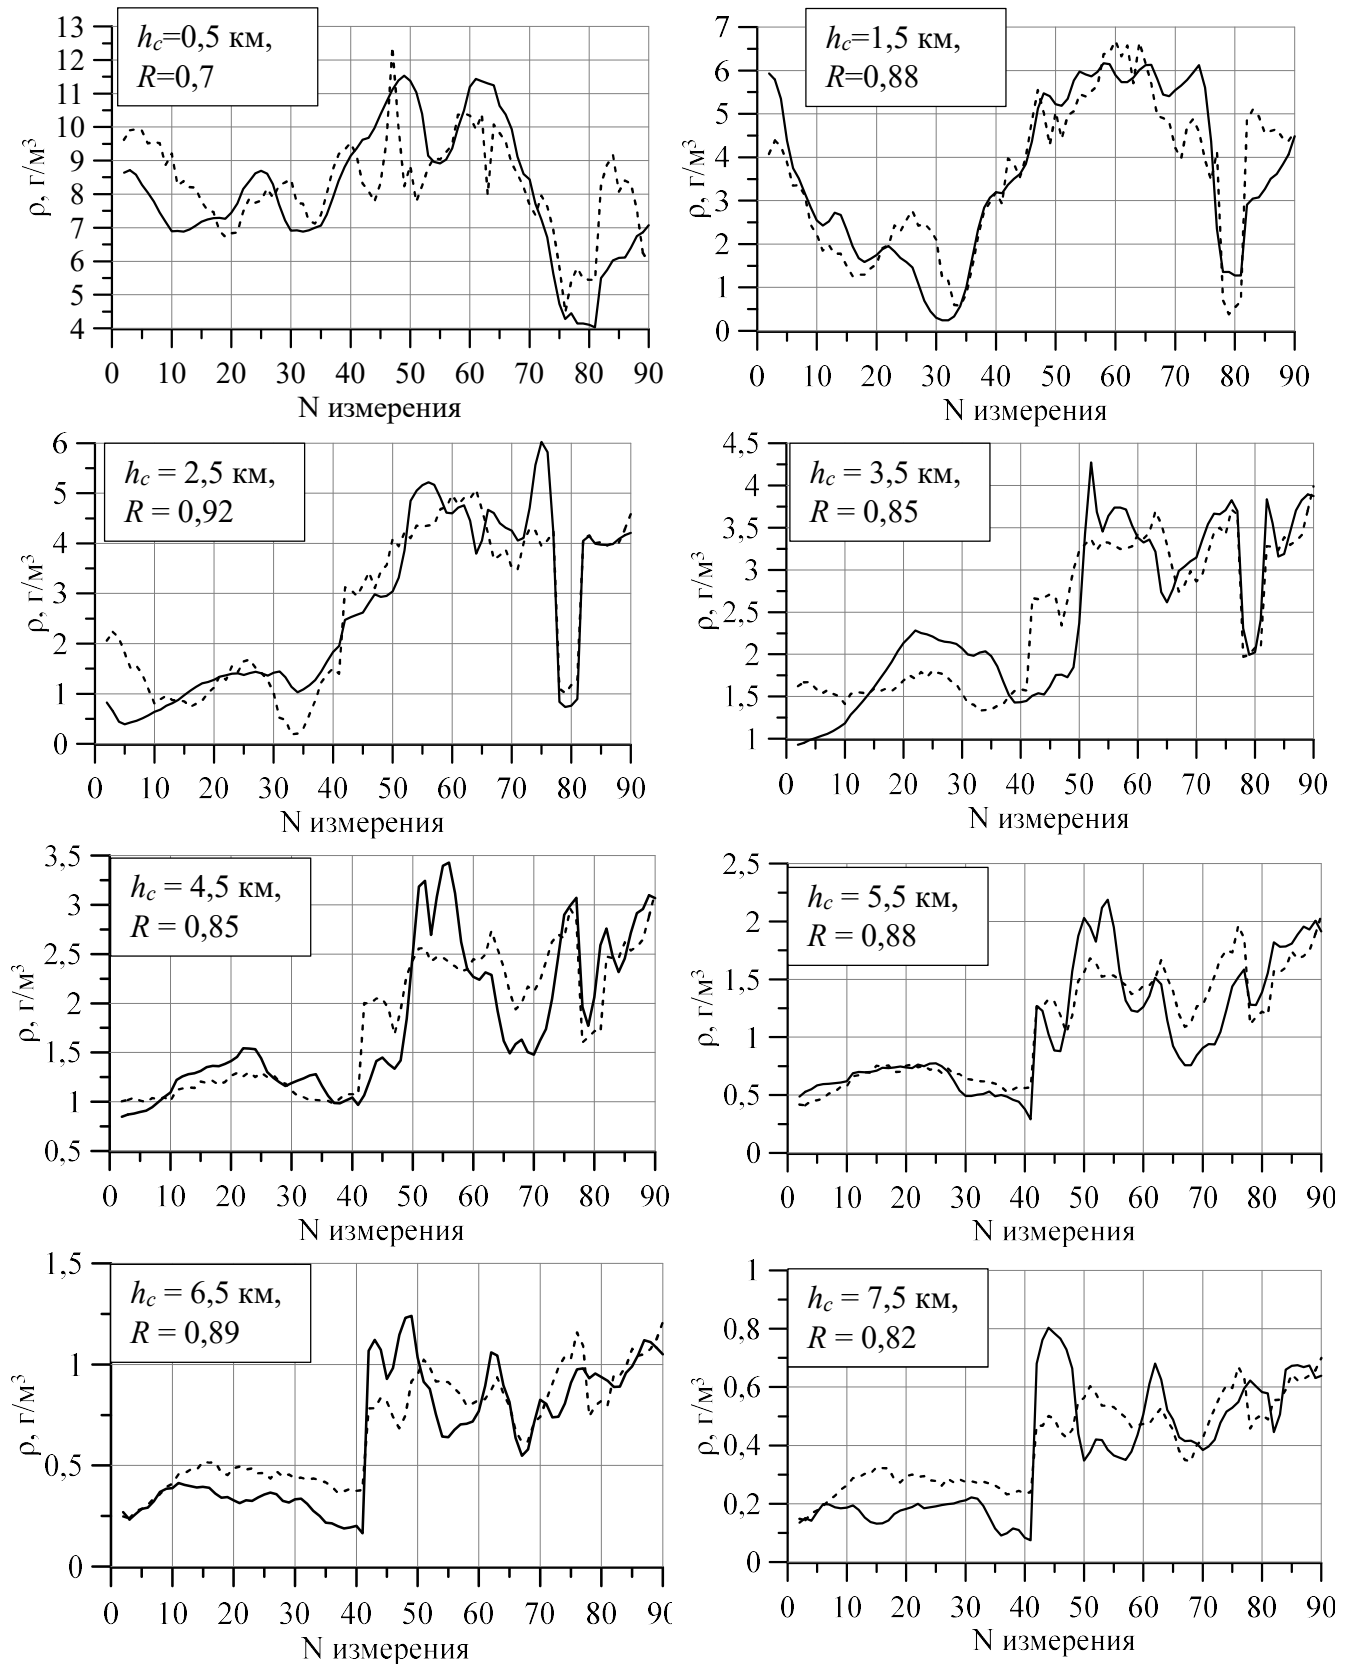 13
12
11
10
9
8
7
6
5
4
ρ, г/м³
h_c=0,5 км,
R=0,7
0 10 20 30 40 50 60 70 80 90
N измерения
7
6
5
4
3
2
1
0
ρ, г/м³
h_c=1,5 км,
R=0,88
0 10 20 30 40 50 60 70 80 90
N измерения
6
5
4
3
2
1
0
ρ, г/м³
h_c = 2,5 км,
R = 0,92
0 10 20 30 40 50 60 70 80 90
N измерения
4,5
4
3,5
3
2,5
2
1,5
1
ρ, г/м³
h_c = 3,5 км,
R = 0,85
0 10 20 30 40 50 60 70 80 90
N измерения
3,5
3
2,5
2
1,5
1
0,5
ρ, г/м³
h_c = 4,5 км,
R = 0,85
0 10 20 30 40 50 60 70 80 90
N измерения
2,5
2
1,5
1
0,5
0
ρ, г/м³
h_c = 5,5 км,
R = 0,88
0 10 20 30 40 50 60 70 80 90
N измерения
1,5
1
0,5
0
ρ, г/м³
h_c = 6,5 км,
R = 0,89
0 10 20 30 40 50 60 70 80 90
N измерения
1
0,8
0,6
0,4
0,2
0
ρ, г/м³
h_c = 7,5 км,
R = 0,82
0 10 20 30 40 50 60 70 80 90
N измерения